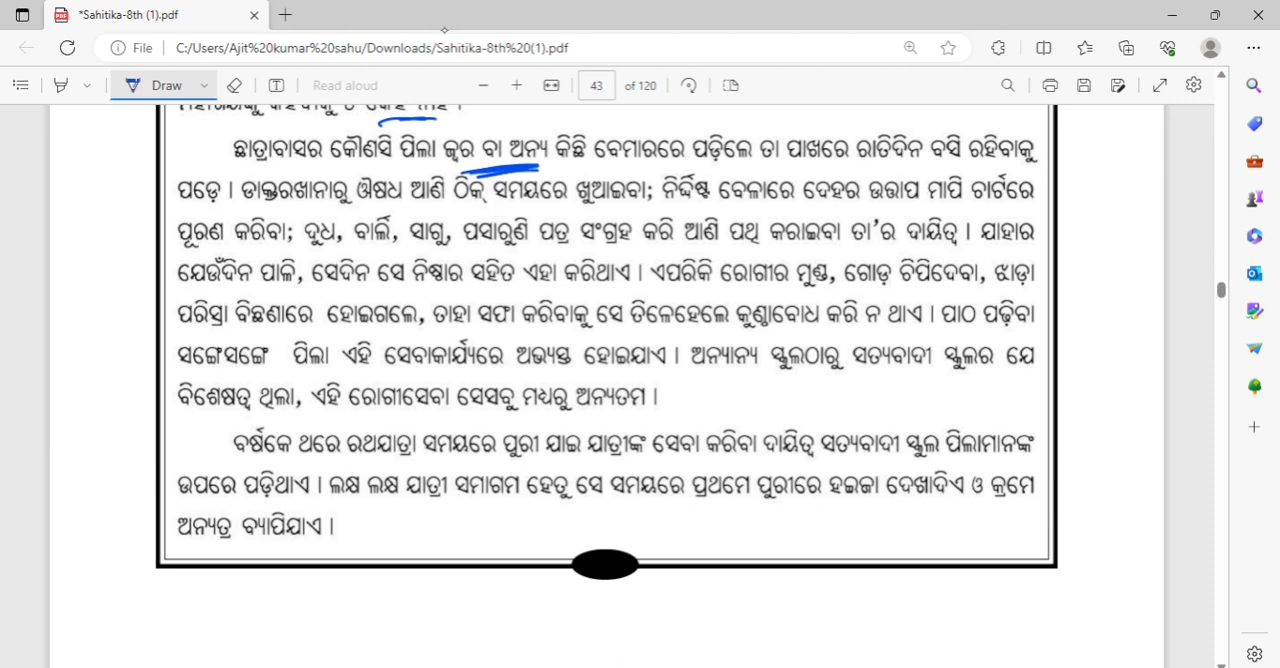 *Sahitika-8th (1).pdf
File C:/Users/Ajit%20kumar%20sahu/Downloads/Sahitika-8th%20(1).pdf
Draw Read aloud 43 of 120
ଛାତ୍ରାବାସର କୌଣସି ପିଲା ଜ୍ୱର ବା ଅନ୍ୟ କିଛି ବେମାରରେ ପଡ଼ିଲେ ତା ପାଖରେ ରାତିଦିନ ବସି ରହିବାକୁ
ପଡ଼େ । ଡାକ୍ତରଖାନାରୁ ଔଷଧ ଆଣି ଠିକ୍ ସମୟରେ ଖୁଆଇବା; ନିର୍ଦ୍ଦିଷ୍ଟ ବେଳାରେ ଦେହର ଉତ୍ତାପ ମାପି ଚାର୍ଟରେ
ପୂରଣ କରିବା; ଦୁଧ, ବାର୍ଲି, ସାଗୁ, ପସାରୁଣି ପତ୍ର ସଂଗ୍ରହ କରି ଆଣି ପଥି କରାଇବା ତା’ର ଦାୟିତ୍ୱ । ଯାହାର
ଯେଉଁଦିନ ପାଳି, ସେଦିନ ସେ ନିଷ୍ଠାର ସହିତ ଏହା କରିଥାଏ । ଏପରିକି ରୋଗୀର ମୁଣ୍ଡ, ଗୋଡ଼ ଚିପିଦେବା, ଝାଡ଼ା
ପରିସ୍ରା ବିଛଣାରେ ହୋଇଗଲେ, ତାହା ସଫା କରିବାକୁ ସେ ତିଳେହେଲେ କୁଣ୍ଠାବୋଧ କରି ନ ଥାଏ । ପାଠ ପଢ଼ିବା
ସଙ୍ଗେସଙ୍ଗେ ପିଲା ଏହି ସେବାକାର୍ଯ୍ୟରେ ଅଭ୍ୟସ୍ତ ହୋଇଯାଏ । ଅନ୍ୟାନ୍ୟ ସ୍କୁଲଠାରୁ ସତ୍ୟବାଦୀ ସ୍କୁଲର ଯେ
ବିଶେଷତ୍ୱ ଥିଲା, ଏହି ରୋଗୀସେବା ସେସବୁ ମଧ୍ୟରୁ ଅନ୍ୟତମ ।
ବର୍ଷକେ ଥରେ ରଥଯାତ୍ରା ସମୟରେ ପୁରୀ ଯାଇ ଯାତ୍ରୀଙ୍କ ସେବା କରିବା ଦାୟିତ୍ୱ ସତ୍ୟବାଦୀ ସ୍କୁଲ ପିଲାମାନଙ୍କ
ଉପରେ ପଡ଼ିଥାଏ । ଲକ୍ଷ ଲକ୍ଷ ଯାତ୍ରୀ ସମାଗମ ହେତୁ ସେ ସମୟରେ ପ୍ରଥମେ ପୁରୀରେ ହଇଜା ଦେଖାଦିଏ ଓ କ୍ରମେ
ଅନ୍ୟତ୍ର ବ୍ୟାପିଯାଏ ।